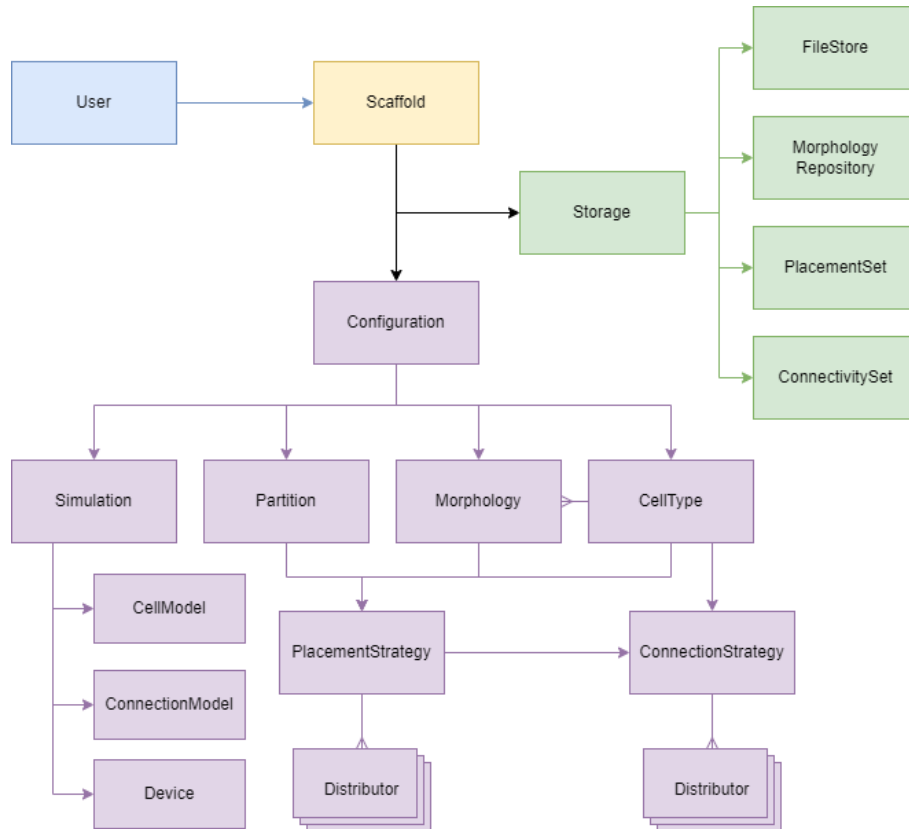 FileStore
User
Scaffold
Morphology
Repository
Storage
PlacementSet
Configuration
ConnectivitySet
Simulation
Partition
Morphology
CellType
CellModel
PlacementStrategy
ConnectionStrategy
ConnectionModel
Device
Distributor
Distributor